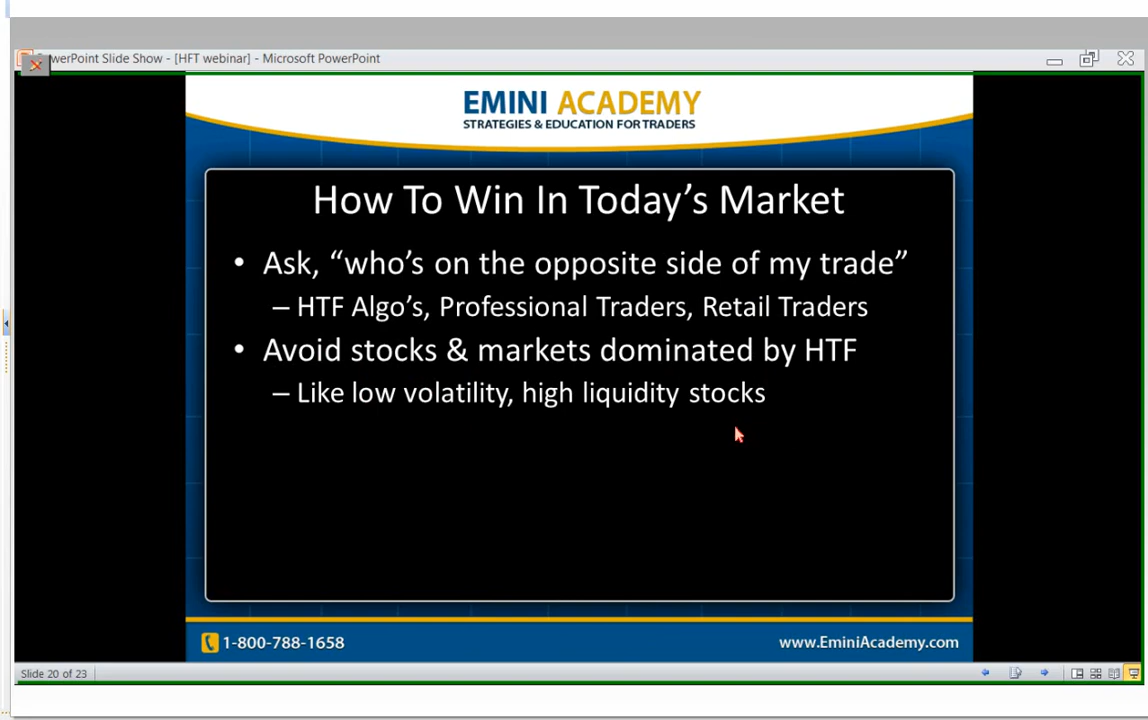 PowerPoint Slide Show - [HFT webinar] - Microsoft PowerPoint
EMINI ACADEMY
STRATEGIES & EDUCATION FOR TRADERS
How To Win In Today’s Market
• Ask, “who’s on the opposite side of my trade”
– HTF Algo’s, Professional Traders, Retail Traders
• Avoid stocks & markets dominated by HTF
– Like low volatility, high liquidity stocks
1-800-788-1658
www.EminiAcademy.com
Slide 20 of 23